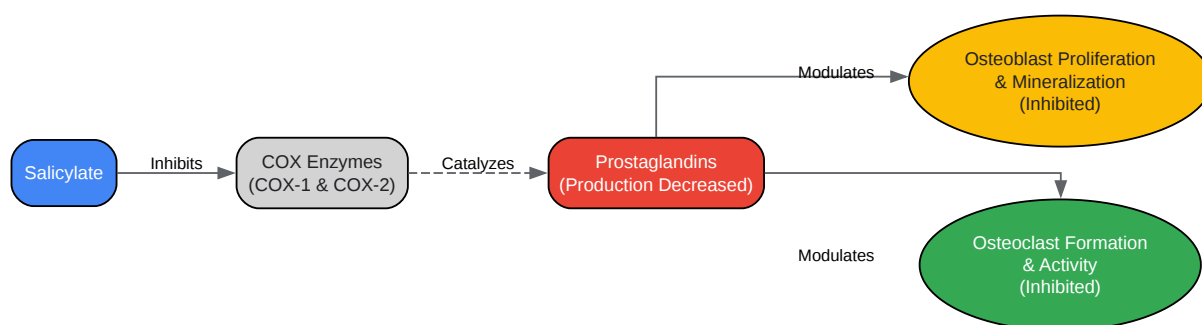 Salicylate
Inhibits
COX Enzymes
(COX-1 & COX-2)
Catalyzes
Prostaglandins
(Production Decreased)
Modulates
Osteoblast Proliferation
& Mineralization
(Inhibited)
Modulates
Osteoclast Formation
& Activity
(Inhibited)